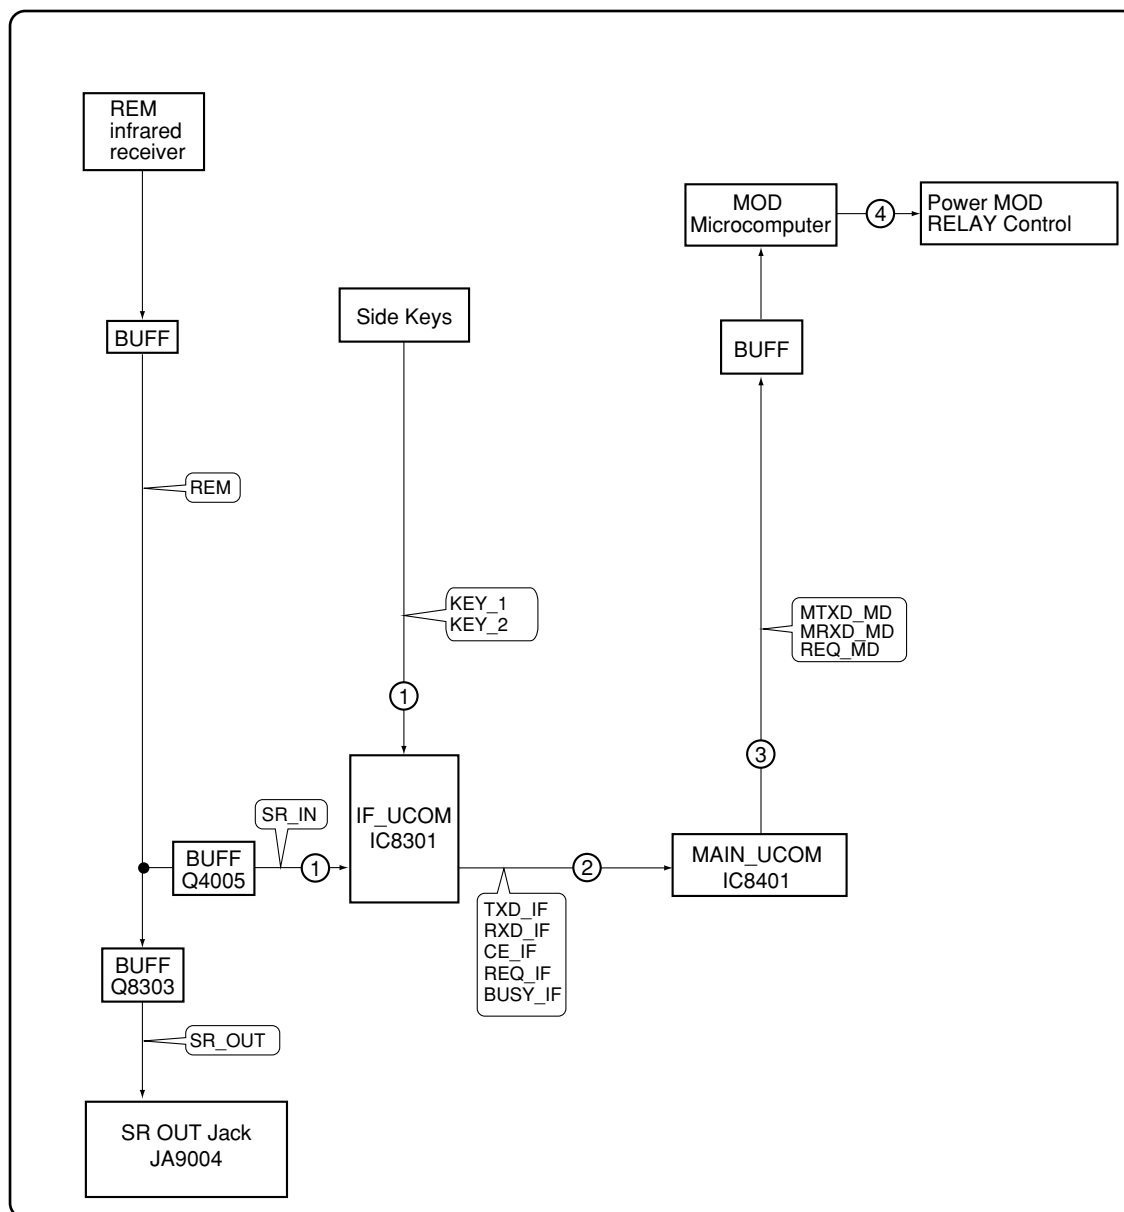 REM
infrared
receiver
MOD
Microcomputer
4
Power MOD
RELAY Control
Side Keys
BUFF
BUFF
REM
KEY_1
KEY_2
MTXD_MD
MRXD_MD
REQ_MD
1
3
SR_IN
IF_UCOM
IC8301
BUFF
Q4005
1
2
MAIN_UCOM
IC8401
TXD_IF
RXD_IF
CE_IF
REQ_IF
BUSY_IF
BUFF
Q8303
SR_OUT
SR OUT Jack
JA9004